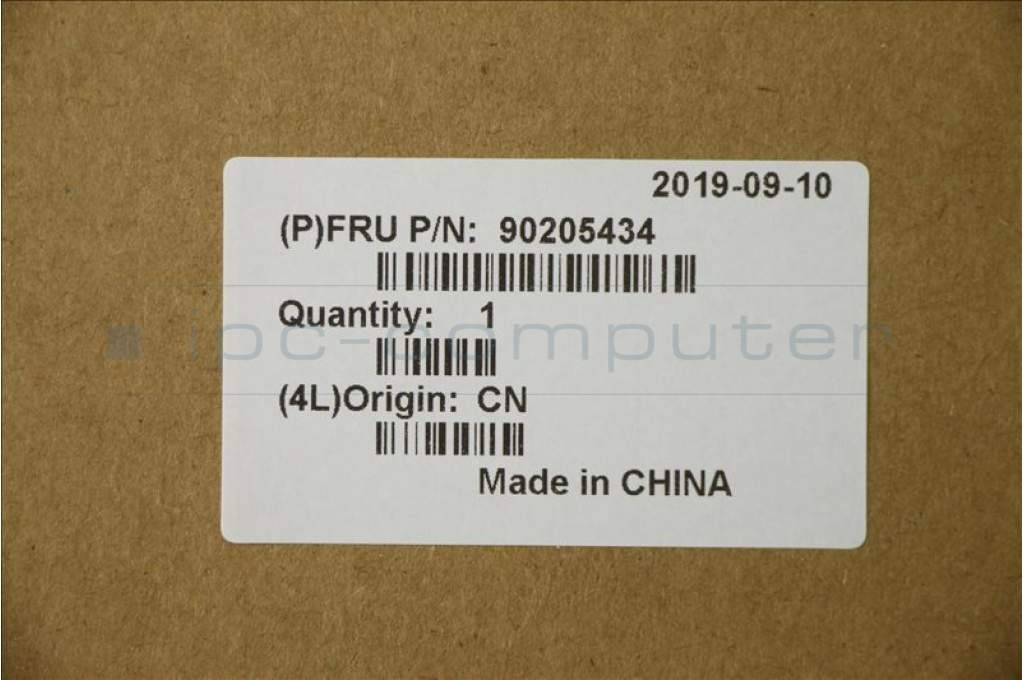 2019-09-10
(P)FRU P/N: 90205434
Quantity: 1
ipc-computer
(4L)Origin: CN
Made in CHINA